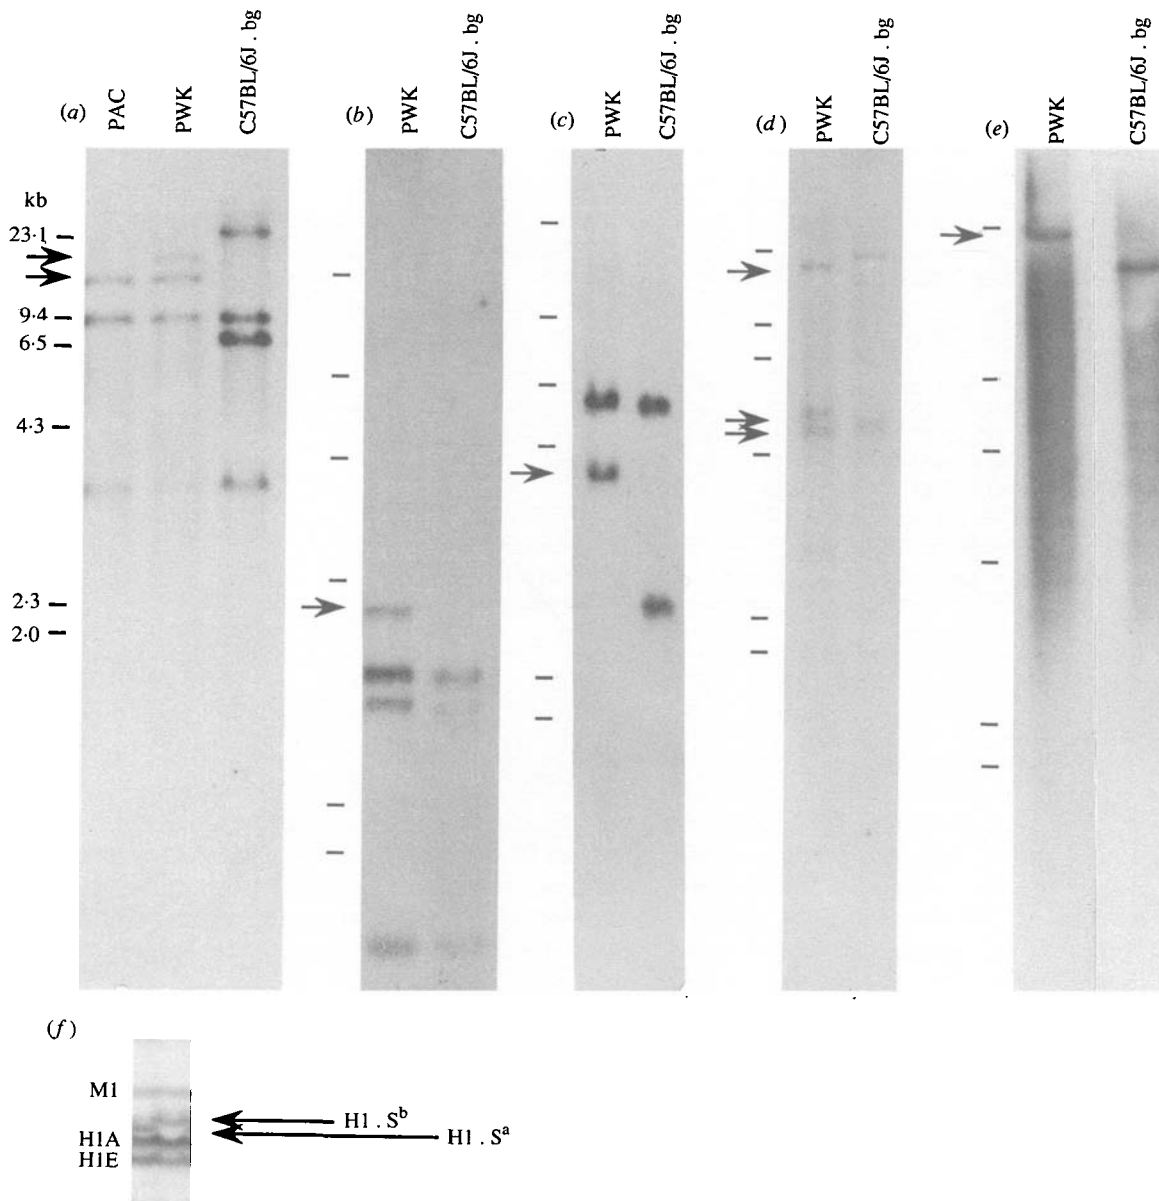 (a) PAC PWK C57BL/6J . bg
(b) PWK C57BL/6J . bg
(c) PWK C57BL/6J . bg
(d) PWK C57BL/6J . bg
(e) PWK C57BL/6J . bg
kb
23·1
9·4
6·5
4·3
2·3
2·0
(f)
M1
H1A
H1E
H1 . Sᵇ
H1 . Sᵃ